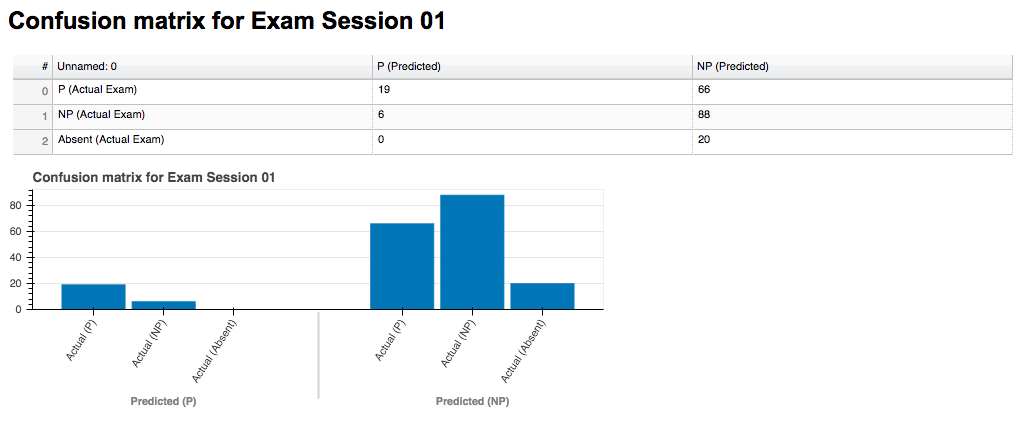 Confusion matrix for Exam Session 01
# Unnamed: 0 P (Predicted) NP (Predicted)
0 P (Actual Exam) 19 66
1 NP (Actual Exam) 6 88
2 Absent (Actual Exam) 0 20
Confusion matrix for Exam Session 01
80
60
40
20
0
Actual (P) Actual (NP) Actual (Absent) Actual (P) Actual (NP) Actual (Absent)
Predicted (P) Predicted (NP)